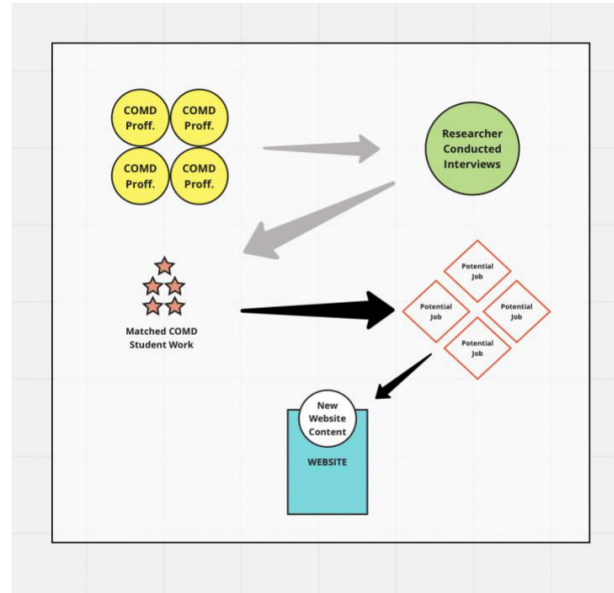 COMD
Proff.
COMD
Proff.
COMD
Proff.
COMD
Proff.
Researcher
Conducted
Interviews
Matched COMD
Student Work
Potential
Job
Potential
Job
Potential
Job
Potential
Job
New
Website
Content
WEBSITE